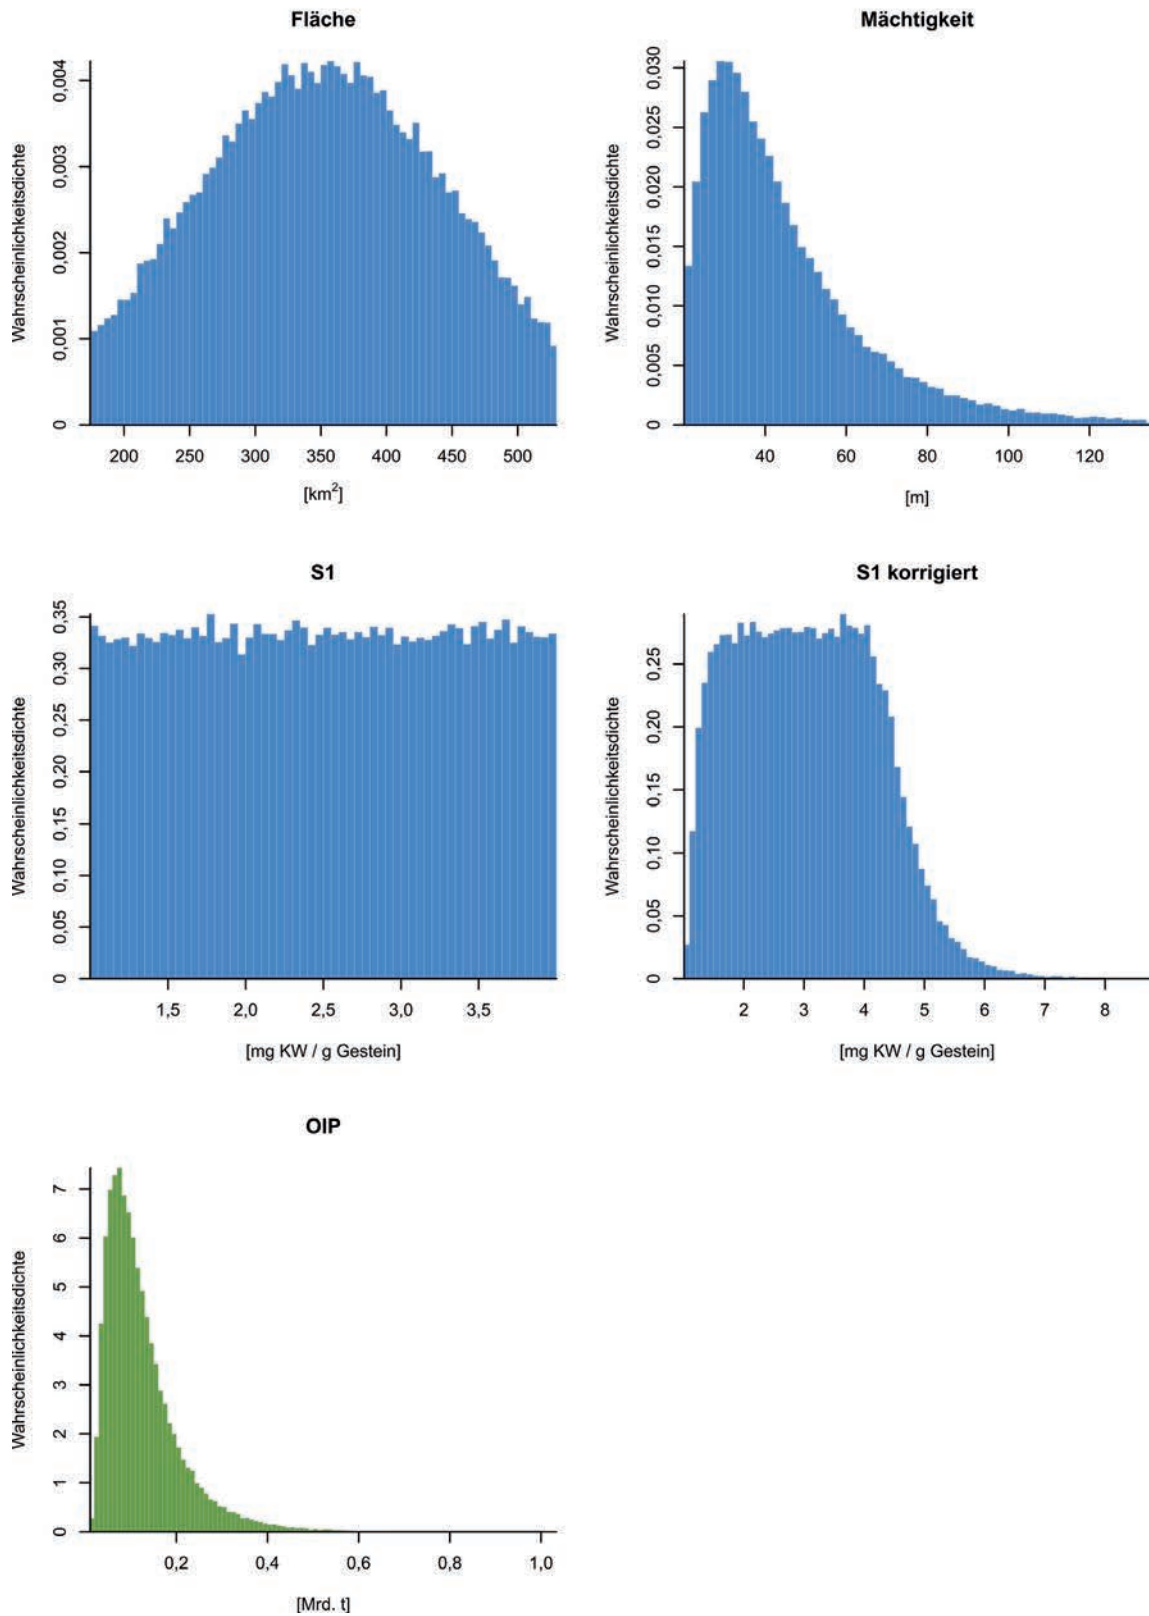 Fläche
Wahrscheinlichkeitsdichte
0,004
0,003
0,002
0,001
0
200 250 300 350 400 450 500
[km²]
Mächtigkeit
Wahrscheinlichkeitsdichte
0,030
0,025
0,020
0,015
0,010
0,005
0
40 60 80 100 120
[m]
S1
Wahrscheinlichkeitsdichte
0,35
0,30
0,25
0,20
0,15
0,10
0,05
0
1,5 2,0 2,5 3,0 3,5
[mg KW / g Gestein]
S1 korrigiert
Wahrscheinlichkeitsdichte
0,25
0,20
0,15
0,10
0,05
0
2 3 4 5 6 7 8
[mg KW / g Gestein]
OIP
Wahrscheinlichkeitsdichte
7
6
5
4
3
2
1
0
0,2 0,4 0,6 0,8 1,0
[Mrd. t]